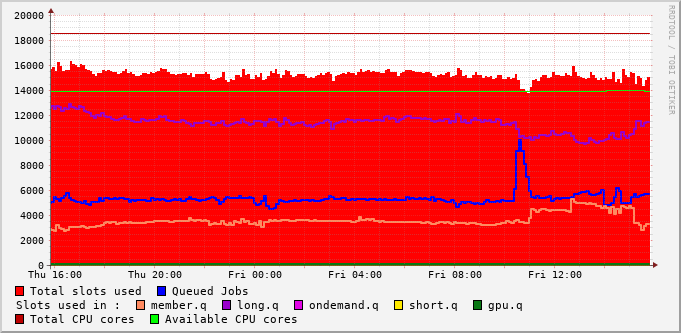 20000
18000
16000
14000
12000
10000
8000
6000
4000
2000
0
Thu 16:00 Thu 20:00 Fri 00:00 Fri 04:00 Fri 08:00 Fri 12:00
Total slots used Queued Jobs
Slots used in : member.q long.q ondemand.q short.q gpu.q
Total CPU cores Available CPU cores
RRDTOOL / TOBI OETIKER